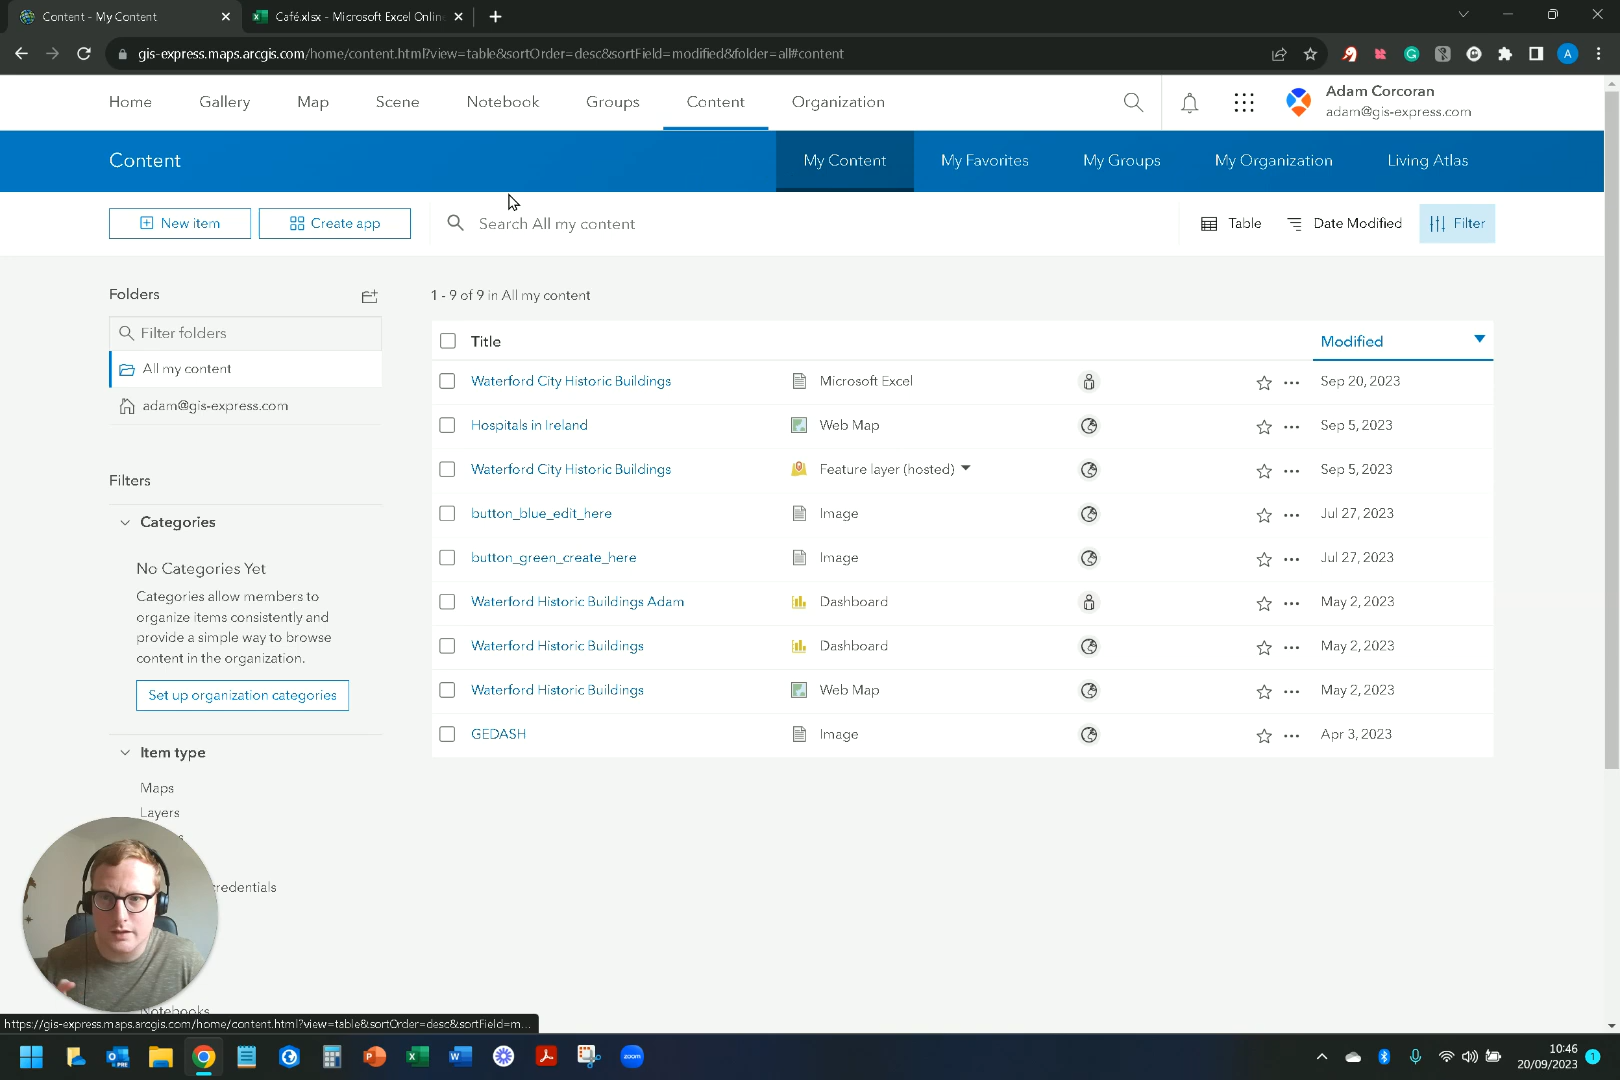 Content - My Content
Café.xlsx - Microsoft Excel Online
gis-express.maps.arcgis.com/home/content.html?view=table&sortOrder=desc&sortField=modified&folder=all#content
A
Home
Gallery
Map
Scene
Notebook
Groups
Content
Organization
Adam Corcoran
adam@gis-express.com
Content
My Content
My Favorites
My Groups
My Organization
Living Atlas
New item
Create app
Search All my content
Table
Date Modified
Filter
Folders
Filter folders
All my content
adam@gis-express.com
Filters
Categories
No Categories Yet
Categories allow members to
organize items consistently and
provide a simple way to browse
content in the organization.
Set up organization categories
Item type
Maps
Layers
credentials
Notebooks
1 - 9 of 9 in All my content
Title
Modified
Waterford City Historic Buildings Microsoft Excel Sep 20, 2023
Hospitals in Ireland Web Map Sep 5, 2023
Waterford City Historic Buildings Feature layer (hosted) Sep 5, 2023
button_blue_edit_here Image Jul 27, 2023
button_green_create_here Image Jul 27, 2023
Waterford Historic Buildings Adam Dashboard May 2, 2023
Waterford Historic Buildings Dashboard May 2, 2023
Waterford Historic Buildings Web Map May 2, 2023
GEDASH Image Apr 3, 2023
https://gis-express.maps.arcgis.com/home/content.html?view=table&sortOrder=desc&sortField=m...
PRE
zoom
10:46
20/09/2023
1